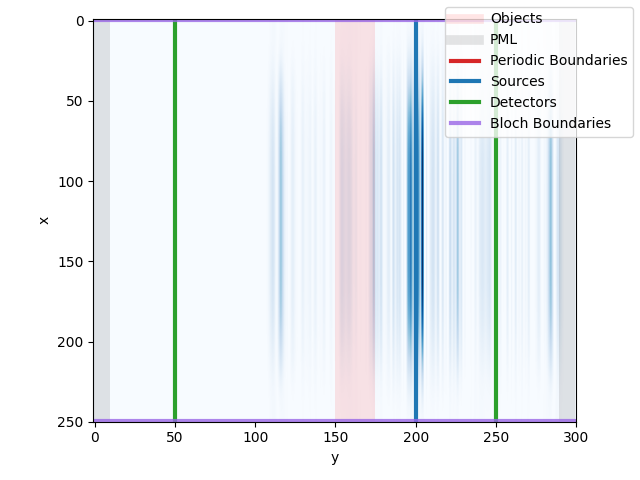 0
50
100
150
200
250
x
0
50
100
150
200
250
300
y
Objects
PML
Periodic Boundaries
Sources
Detectors
Bloch Boundaries